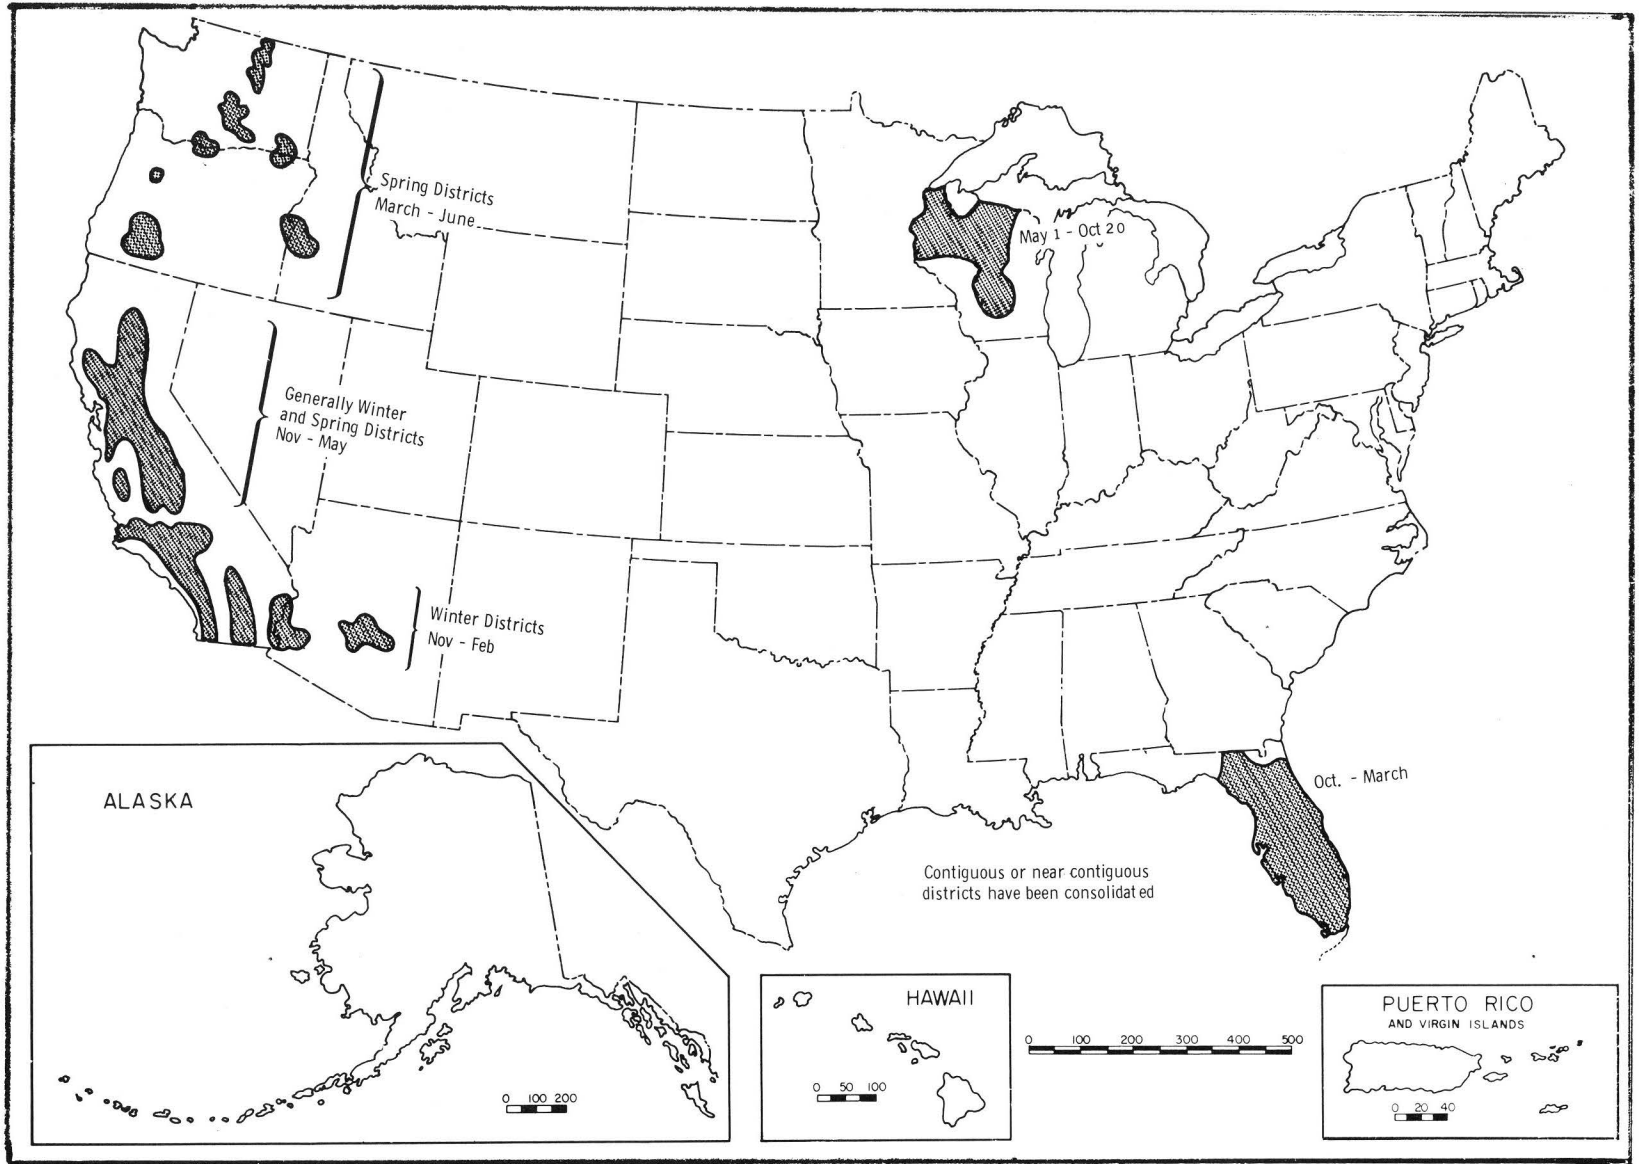 Spring Districts
March - June
May 1 - Oct 20
Generally Winter
and Spring Districts
Nov - May
Winter Districts
Nov - Feb
Oct. - March
Contiguous or near contiguous
districts have been consolidated
ALASKA
0 100 200
HAWAII
0 50 100
0 100 200 300 400 500
PUERTO RICO
AND VIRGIN ISLANDS
0 20 40